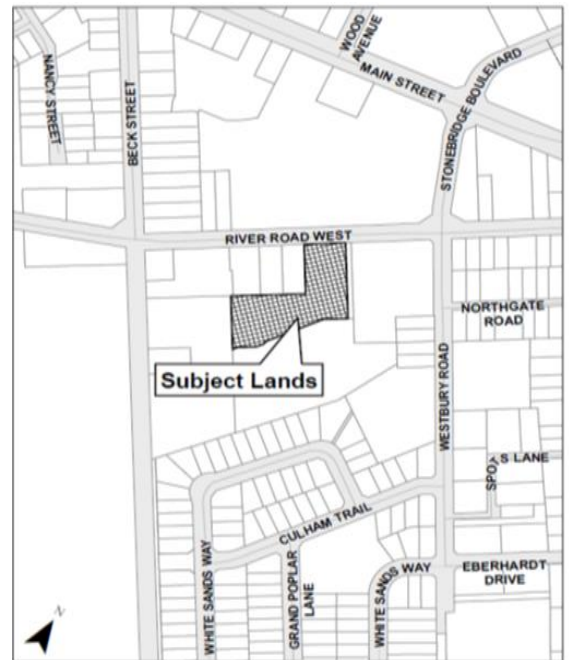 WOOD
AVENUE
NANCY STREET
MAIN STREET
STONEBRIDGE BOULEVARD
BECK STREET
RIVER ROAD WEST
NORTHGATE
ROAD
Subject Lands
WESTBURY ROAD
SPOTS LANE
CULHAM TRAIL
WHITE SANDS WAY
GRAND POPLAR
LANE
WHITE SANDS WAY
EBERHARDT
DRIVE
N